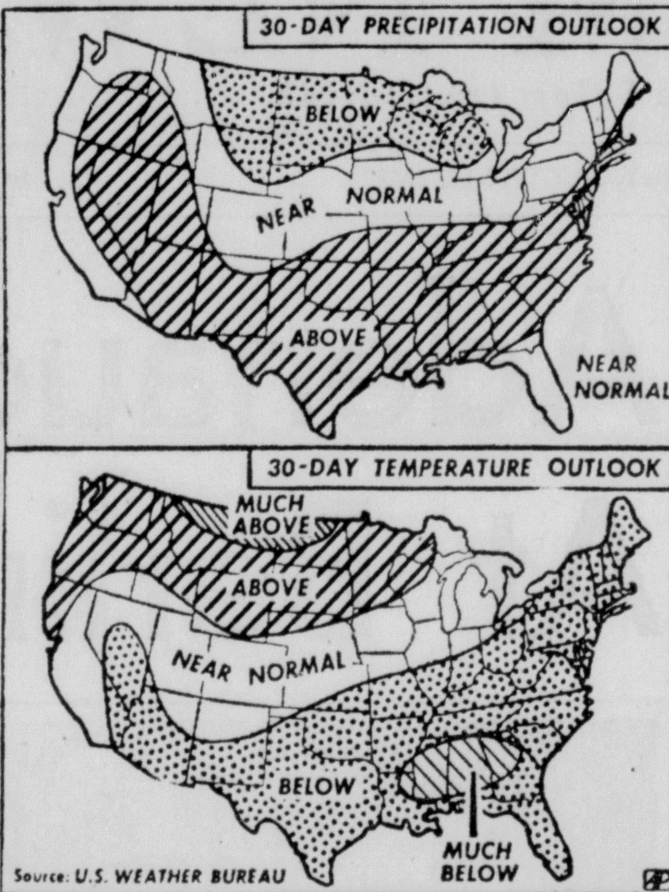 30-DAY PRECIPITATION OUTLOOK
BELOW
NEAR NORMAL
ABOVE
NEAR
NORMAL
30-DAY TEMPERATURE OUTLOOK
MUCH
ABOVE
ABOVE
NEAR NORMAL
BELOW
MUCH
BELOW
Source: U.S. WEATHER BUREAU